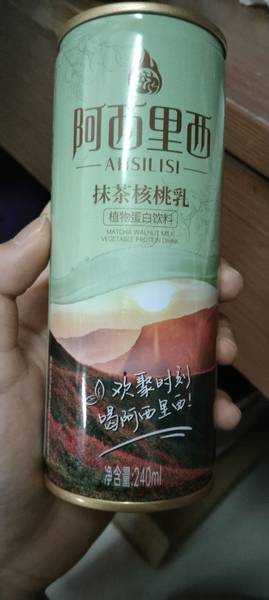 阿西里西
AHSILISI
抹茶核桃乳
植物蛋白饮料
MATCHA WALNUT MILK
VEGETABLE PROTEIN DRINK
欢聚时刻
喝阿西里西!
净含量:240ml